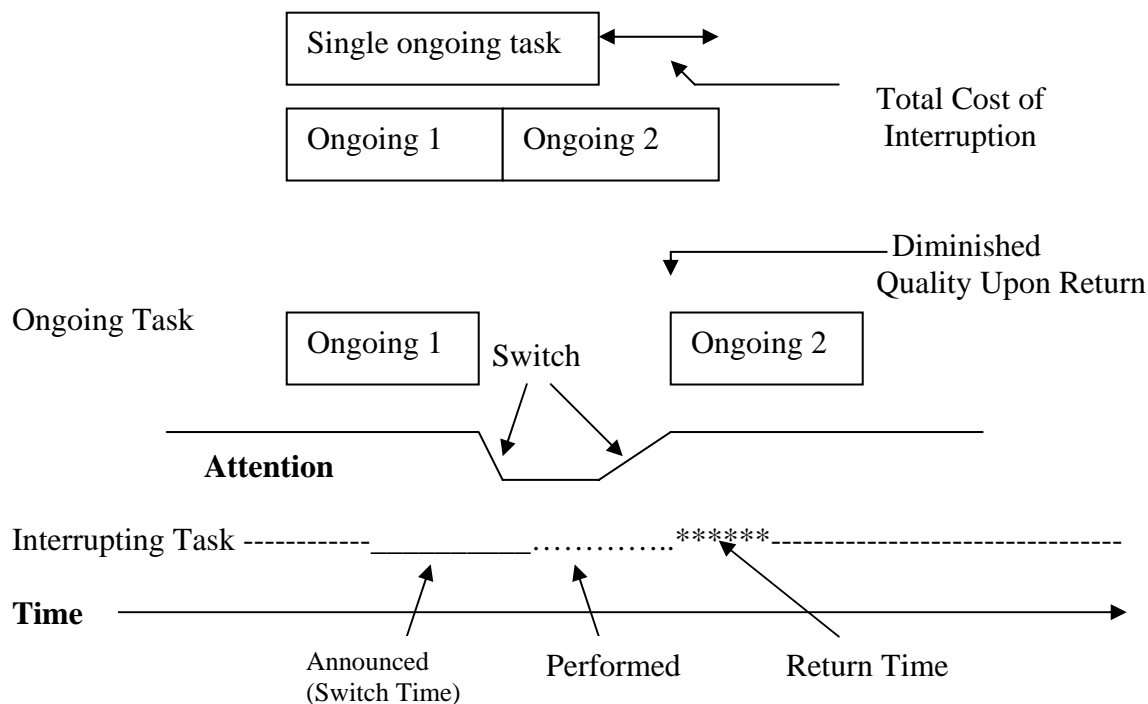 Single ongoing task
Total Cost of
Interruption
Ongoing 1
Ongoing 2
Diminished
Quality Upon Return
Ongoing Task
Ongoing 1
Switch
Ongoing 2
Attention
Interrupting Task ------------__________…………..******---------------------------------
Time
Announced
(Switch Time)
Performed
Return Time